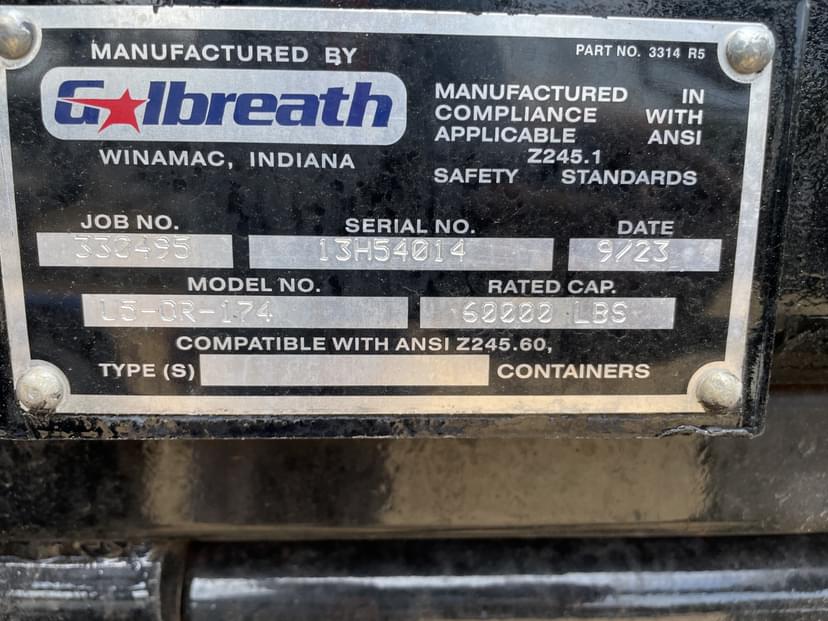 MANUFACTURED BY
PART NO. 3314 R5
Galbreath
WINAMAC, INDIANA
MANUFACTURED IN
COMPLIANCE WITH
APPLICABLE ANSI
Z245.1
SAFETY STANDARDS
JOB NO. SERIAL NO. DATE
330495 13H54014 9/23
MODEL NO. RATED CAP.
L5-OR-174 60000 LBS
COMPATIBLE WITH ANSI Z245.60,
TYPE (S) CONTAINERS